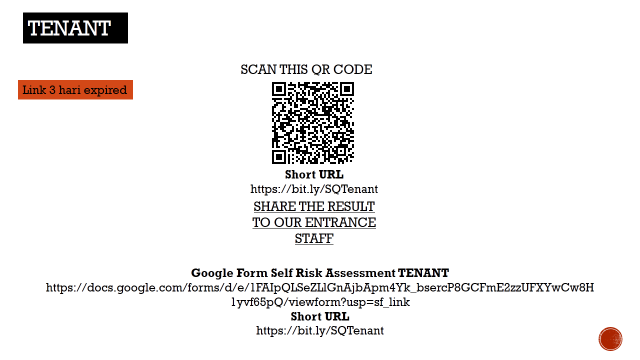 TENANT
Link 3 hari expired
SCAN THIS QR CODE
Short URL
https://bit.ly/SQTenant
SHARE THE RESULT
TO OUR ENTRANCE
STAFF
Google Form Self Risk Assessment TENANT
https://docs.google.com/forms/d/e/1FAIpQLSeZLlGnAjbApm4Yk_bsercP8GCFmE2zzUFXYwCw8H
1yvf65pQ/viewform?usp=sf_link
Short URL
https://bit.ly/SQTenant